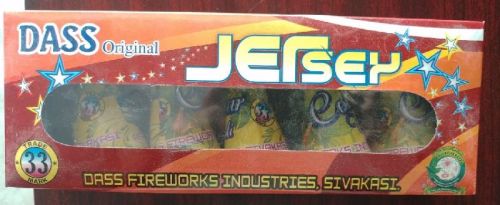 DASS Original
JERSEY
TRADE
33
MARK
DASS FIREWORKS INDUSTRIES, SIVAKASI.